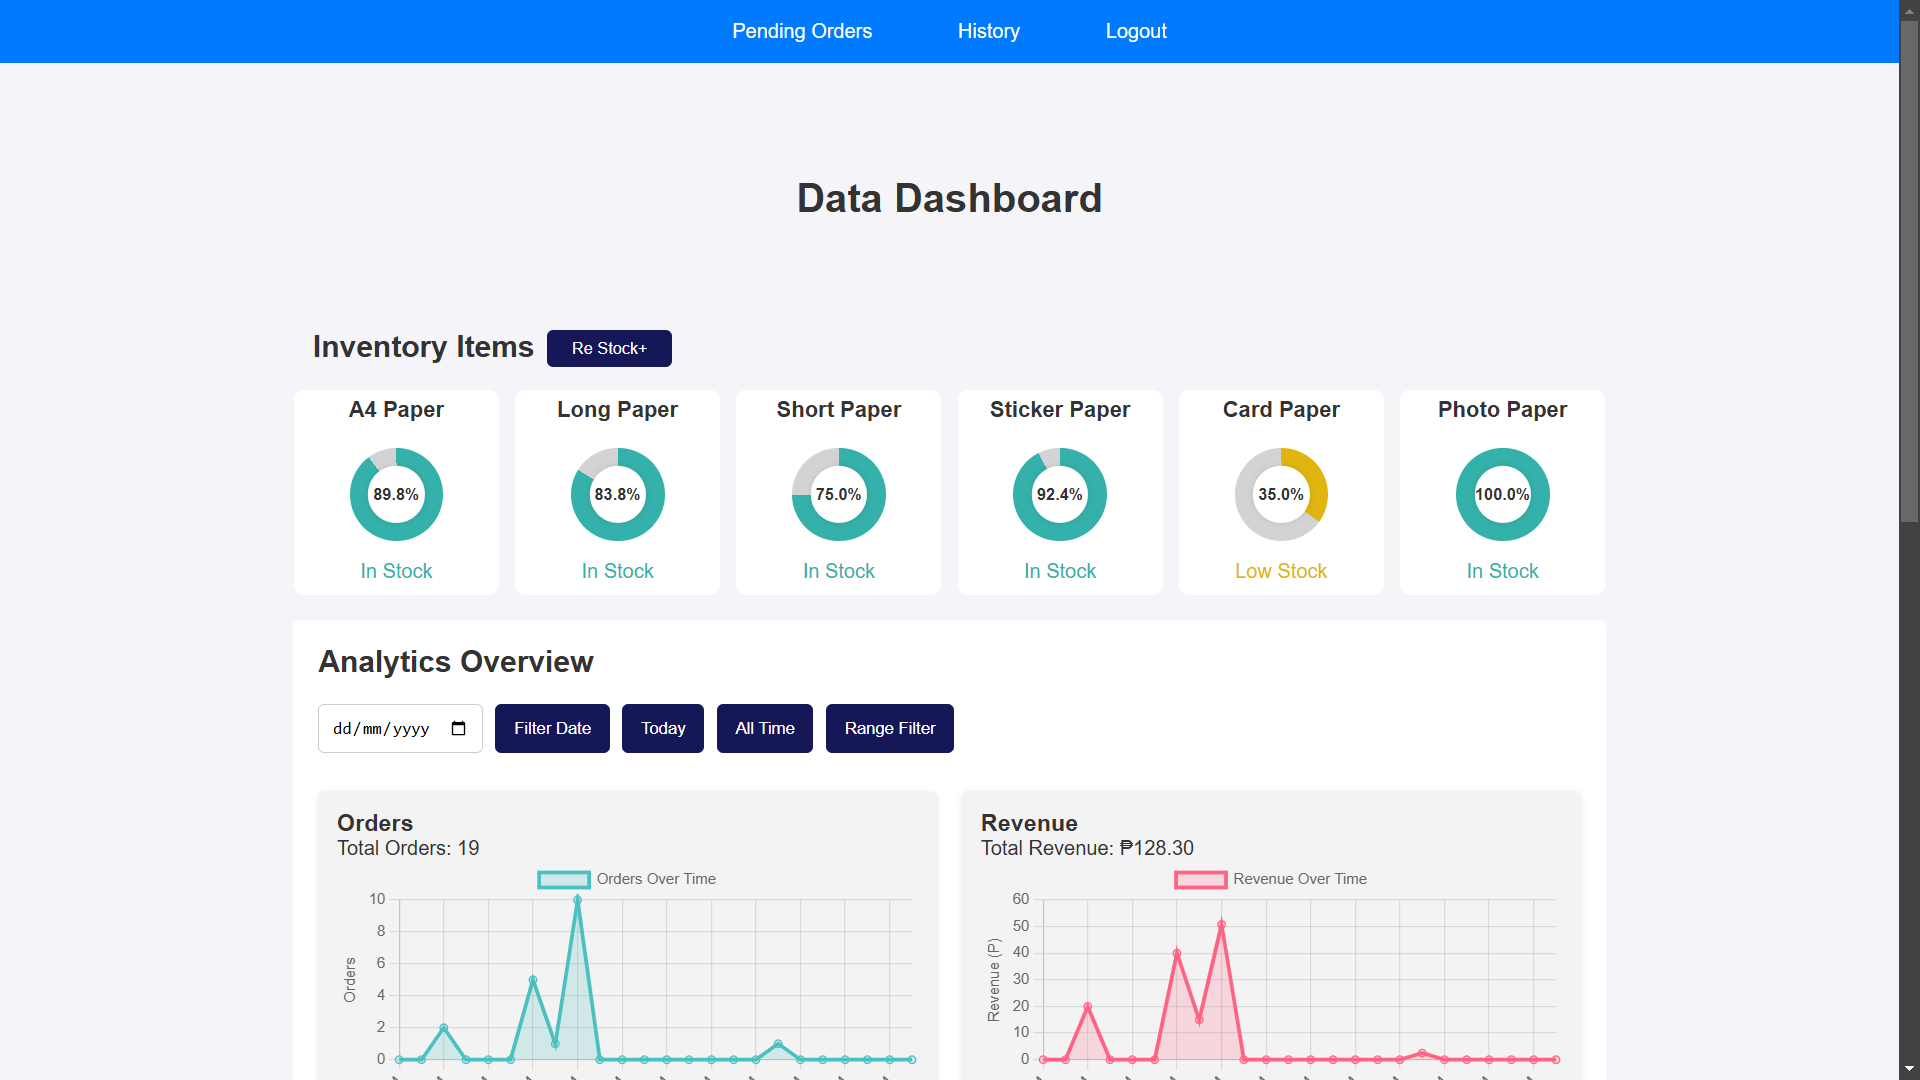 Pending Orders History Logout
Data Dashboard
Inventory Items Re Stock+
A4 Paper Long Paper Short Paper Sticker Paper Card Paper Photo Paper
89.8% 83.8% 75.0% 92.4% 35.0% 100.0%
In Stock In Stock In Stock In Stock Low Stock In Stock
Analytics Overview
dd/mm/yyyy Filter Date Today All Time Range Filter
Orders
Total Orders: 19
Orders Over Time
10
8
6
4
2
0
Orders
Revenue
Total Revenue: ₱128.30
Revenue Over Time
60
50
40
30
20
10
0
Revenue (P)